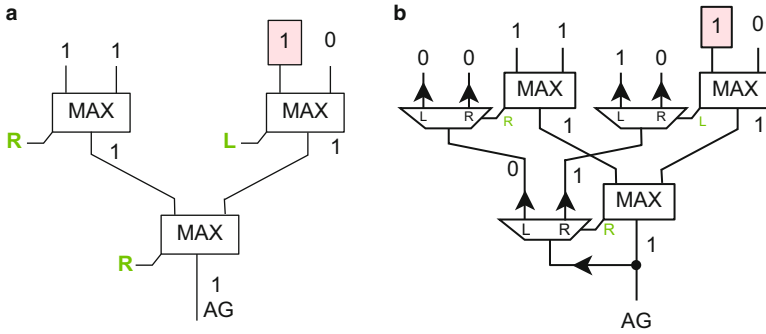 a
1 1 1 0
MAX MAX
R L
1 1
MAX
R
1
AG
b
0 0 1 1 1 0 1 0
MAX MAX
L R L R
R L
1 1
0 1
MAX
L R R
1
AG